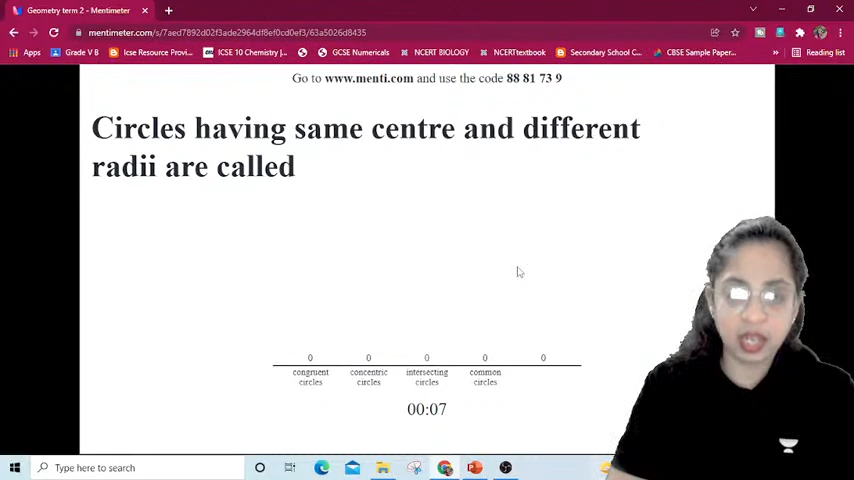 Geometry term 2 - Mentimeter
mentimeter.com/s/7aed7892d02f3ade2964df8ef0cd0ef3/63a5026d8435
Apps Grade V B Icse Resource Provi... ICSE 10 Chemistry J... GCSE Numericals NCERT BIOLOGY NCERTtextbook Secondary School C... CBSE Sample Paper... » Reading list
Go to www.menti.com and use the code 88 81 73 9
Circles having same centre and different
radii are called
0 0 0 0 0
congruent circles
concentric circles
intersecting circles
common circles
00:07
Type here to search